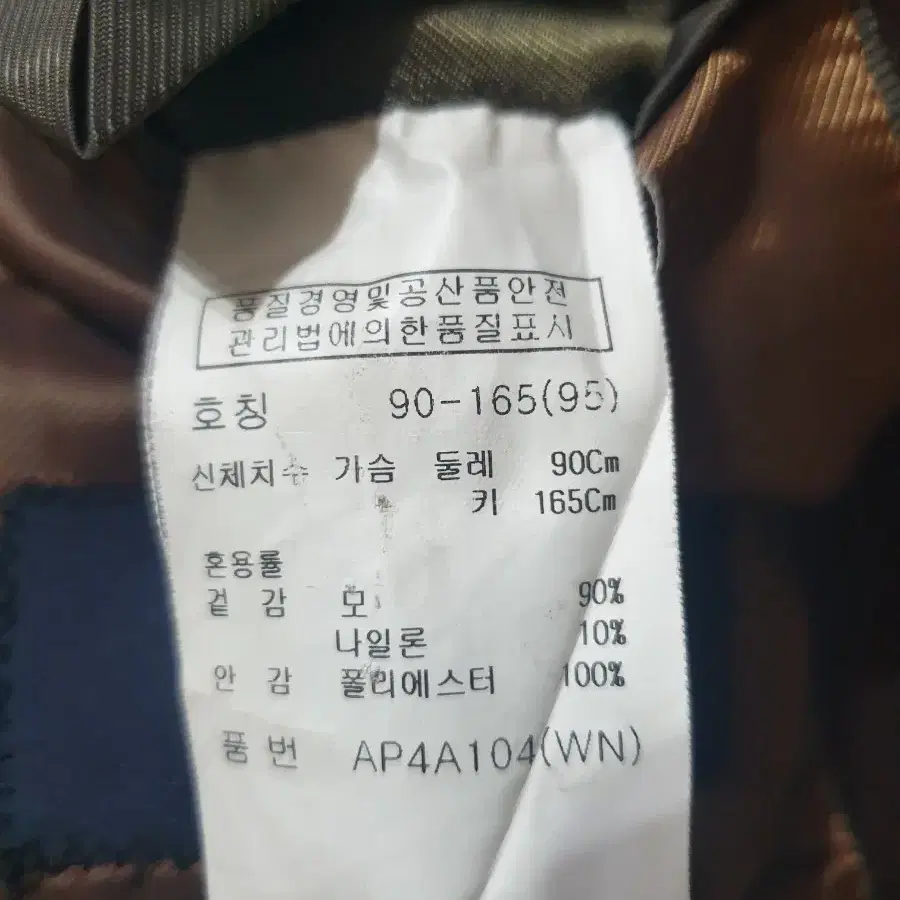 품질경영및공산품안전
관리법에의한품질표시
호칭 90-165(95)
신체치수 가슴 둘레 90Cm
키 165Cm
혼용률
겉 감 모 90%
나일론 10%
안 감 폴리에스터 100%
품 번 AP4A104(WN)